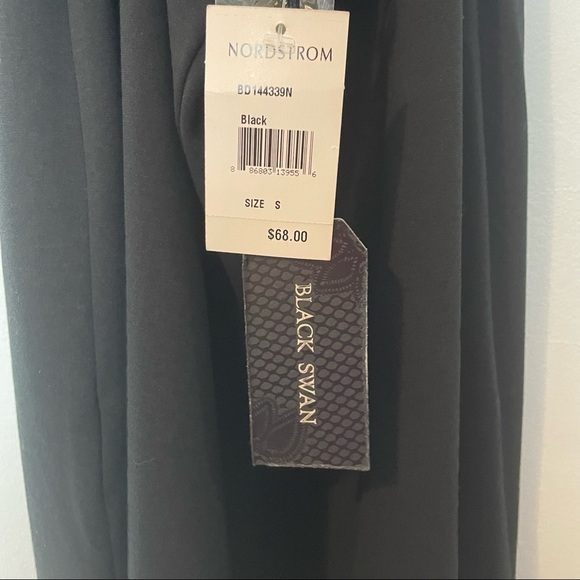 NORDSTROM
BD144339N
Black
8 86803 13955 6
SIZE S
$68.00
BLACK SWAN